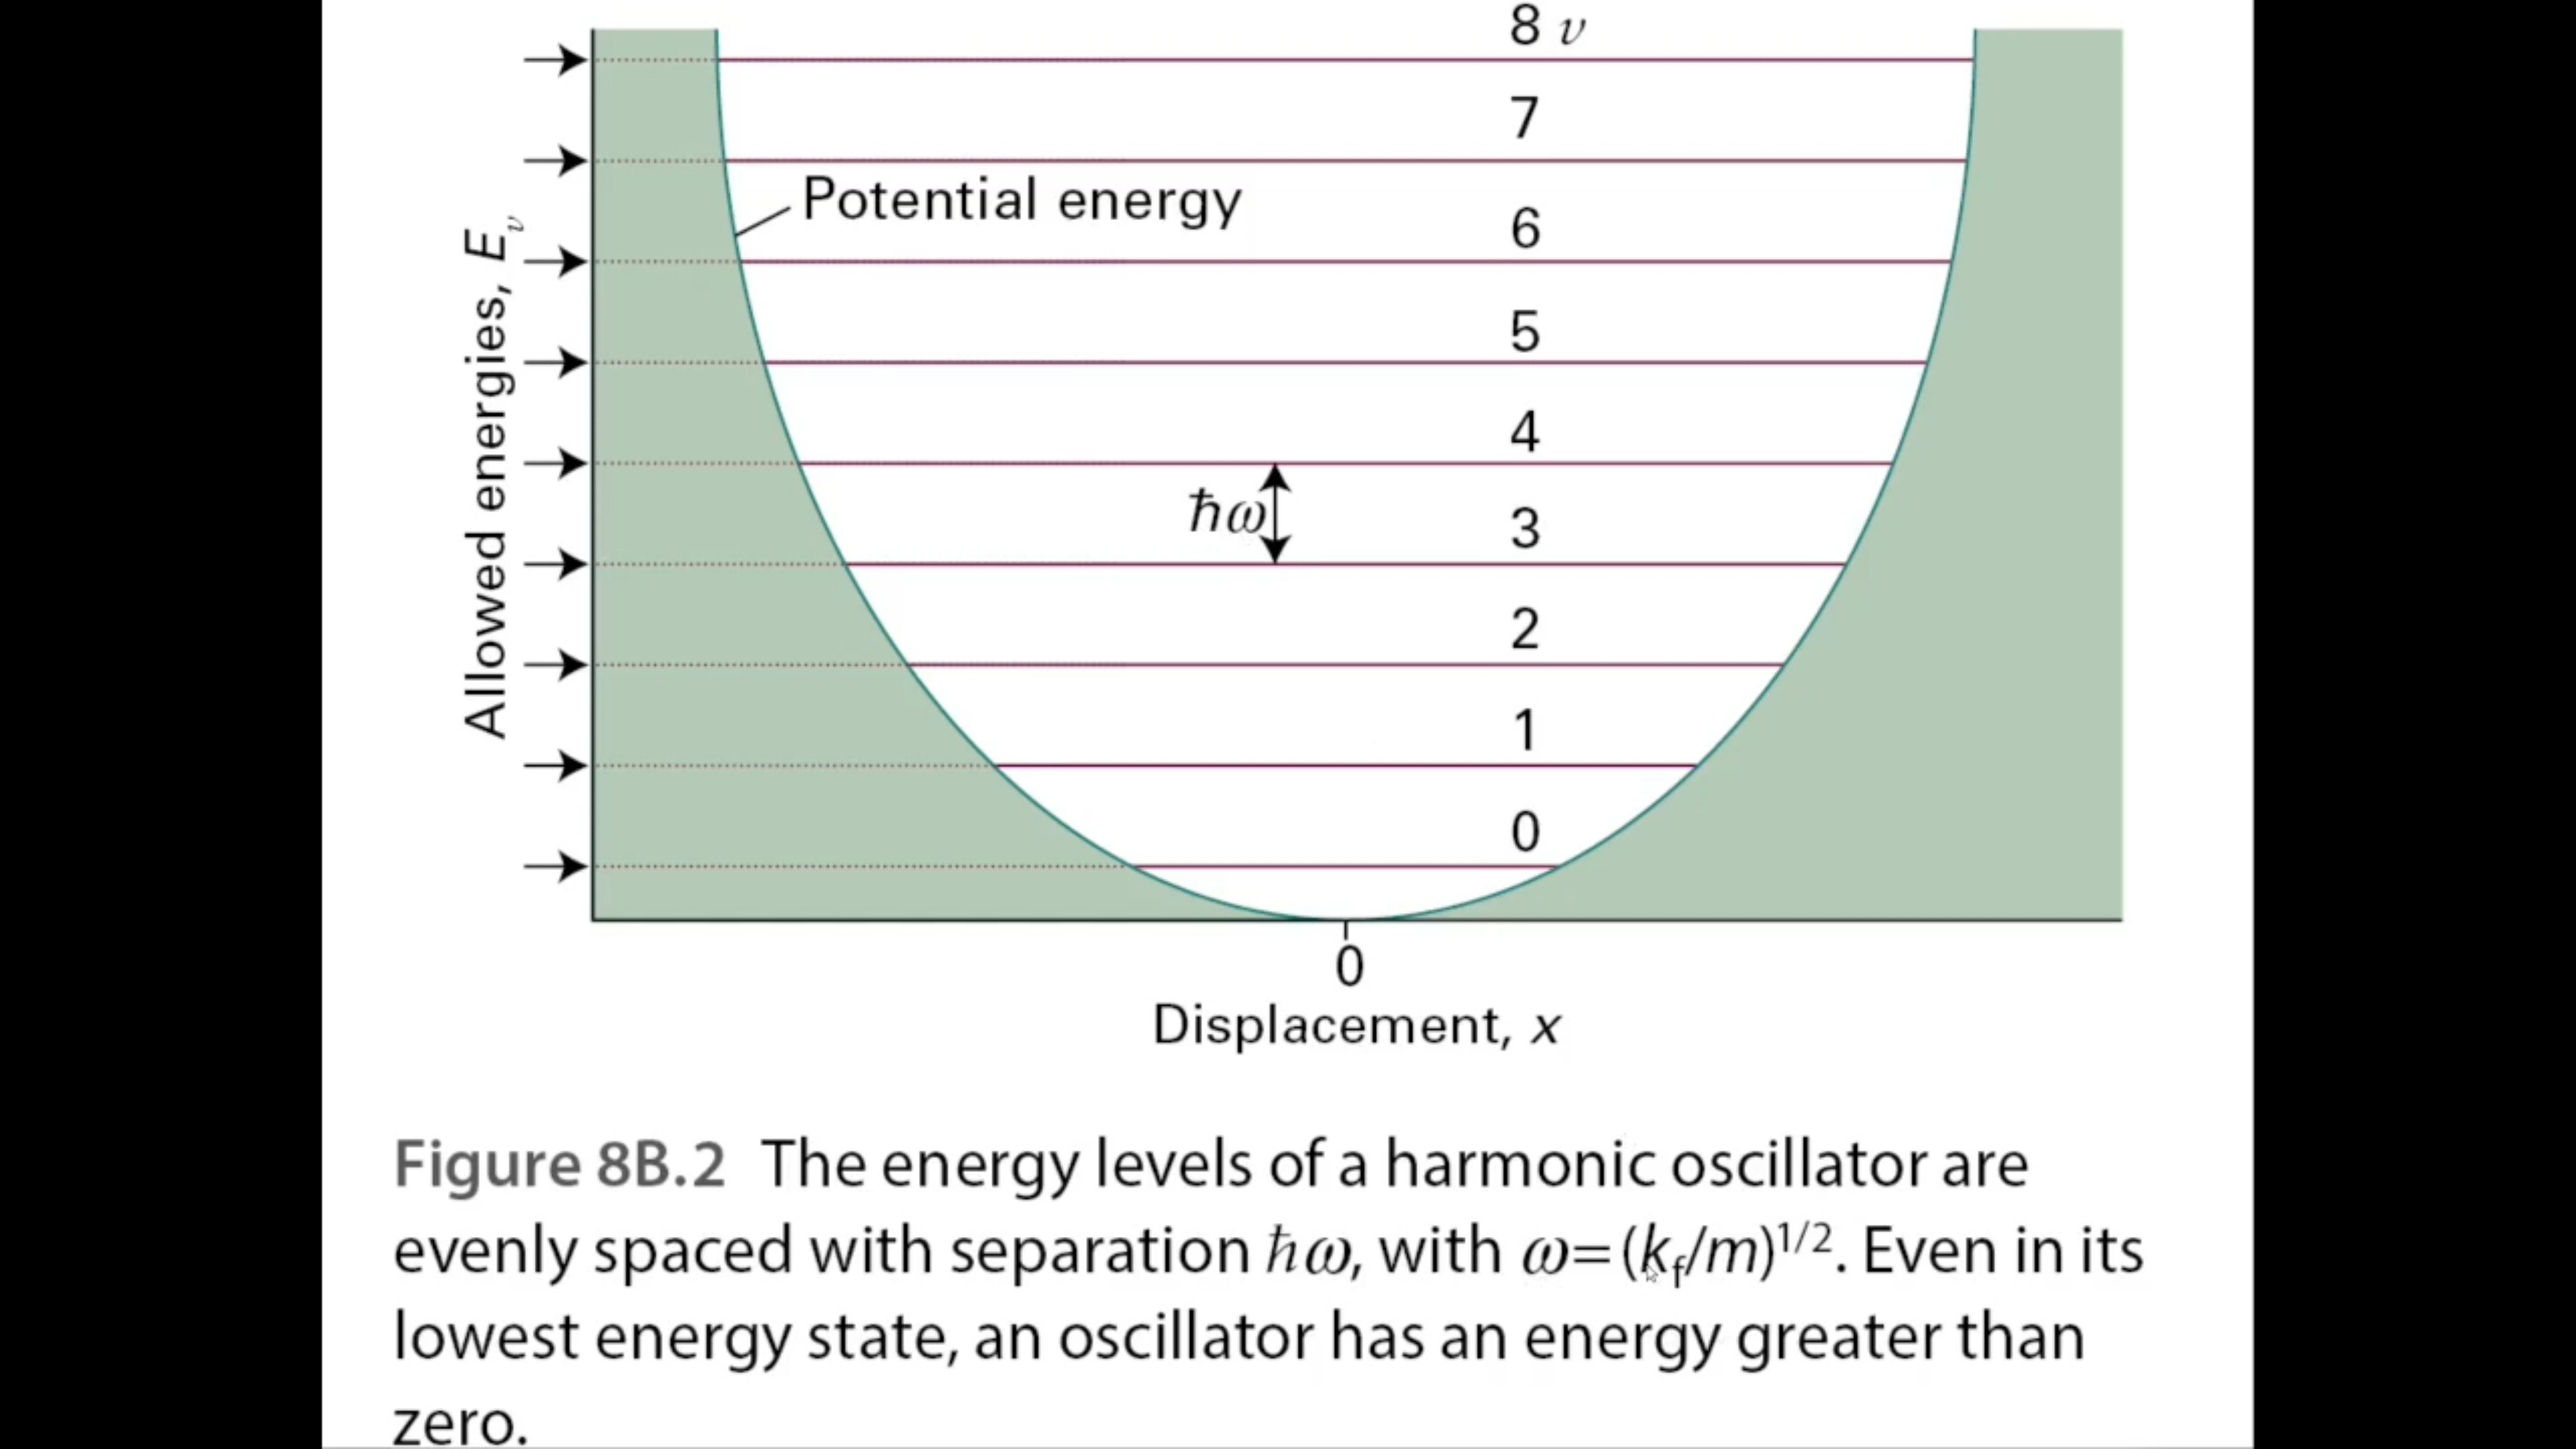 8 υ
7
Potential energy
6
5
4
ħω
3
2
1
0
Allowed energies, Eᵥ
0
Displacement, x
Figure 8B.2 The energy levels of a harmonic oscillator are
evenly spaced with separation ħω, with ω=(k_f/m)^1/2. Even in its
lowest energy state, an oscillator has an energy greater than
zero.